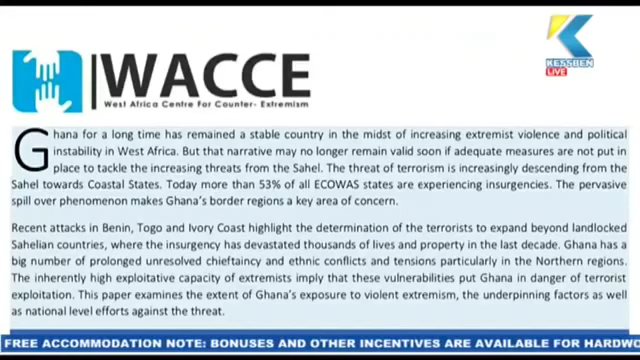 KESSBEN
LIVE
WACCE
West Africa Centre For Counter- Extremism
Ghana for a long time has remained a stable country in the midst of increasing extremist violence and political
instability in West Africa. But that narrative may no longer remain valid soon if adequate measures are not put in
place to tackle the increasing threats from the Sahel. The threat of terrorism is increasingly descending from the
Sahel towards Coastal States. Today more than 53% of all ECOWAS states are experiencing insurgencies. The pervasive
spill over phenomenon makes Ghana's border regions a key area of concern.
Recent attacks in Benin, Togo and Ivory Coast highlight the determination of the terrorists to expand beyond landlocked
Sahelian countries, where the insurgency has devastated thousands of lives and property in the last decade. Ghana has a
big number of prolonged unresolved chieftaincy and ethnic conflicts and tensions particularly in the Northern regions.
The inherently high exploitative capacity of extremists imply that these vulnerabilities put Ghana in danger of terrorist
exploitation. This paper examines the extent of Ghana's exposure to violent extremism, the underpinning factors as well
as national level efforts against the threat.
FREE ACCOMMODATION NOTE: BONUSES AND OTHER INCENTIVES ARE AVAILABLE FOR HARDWO